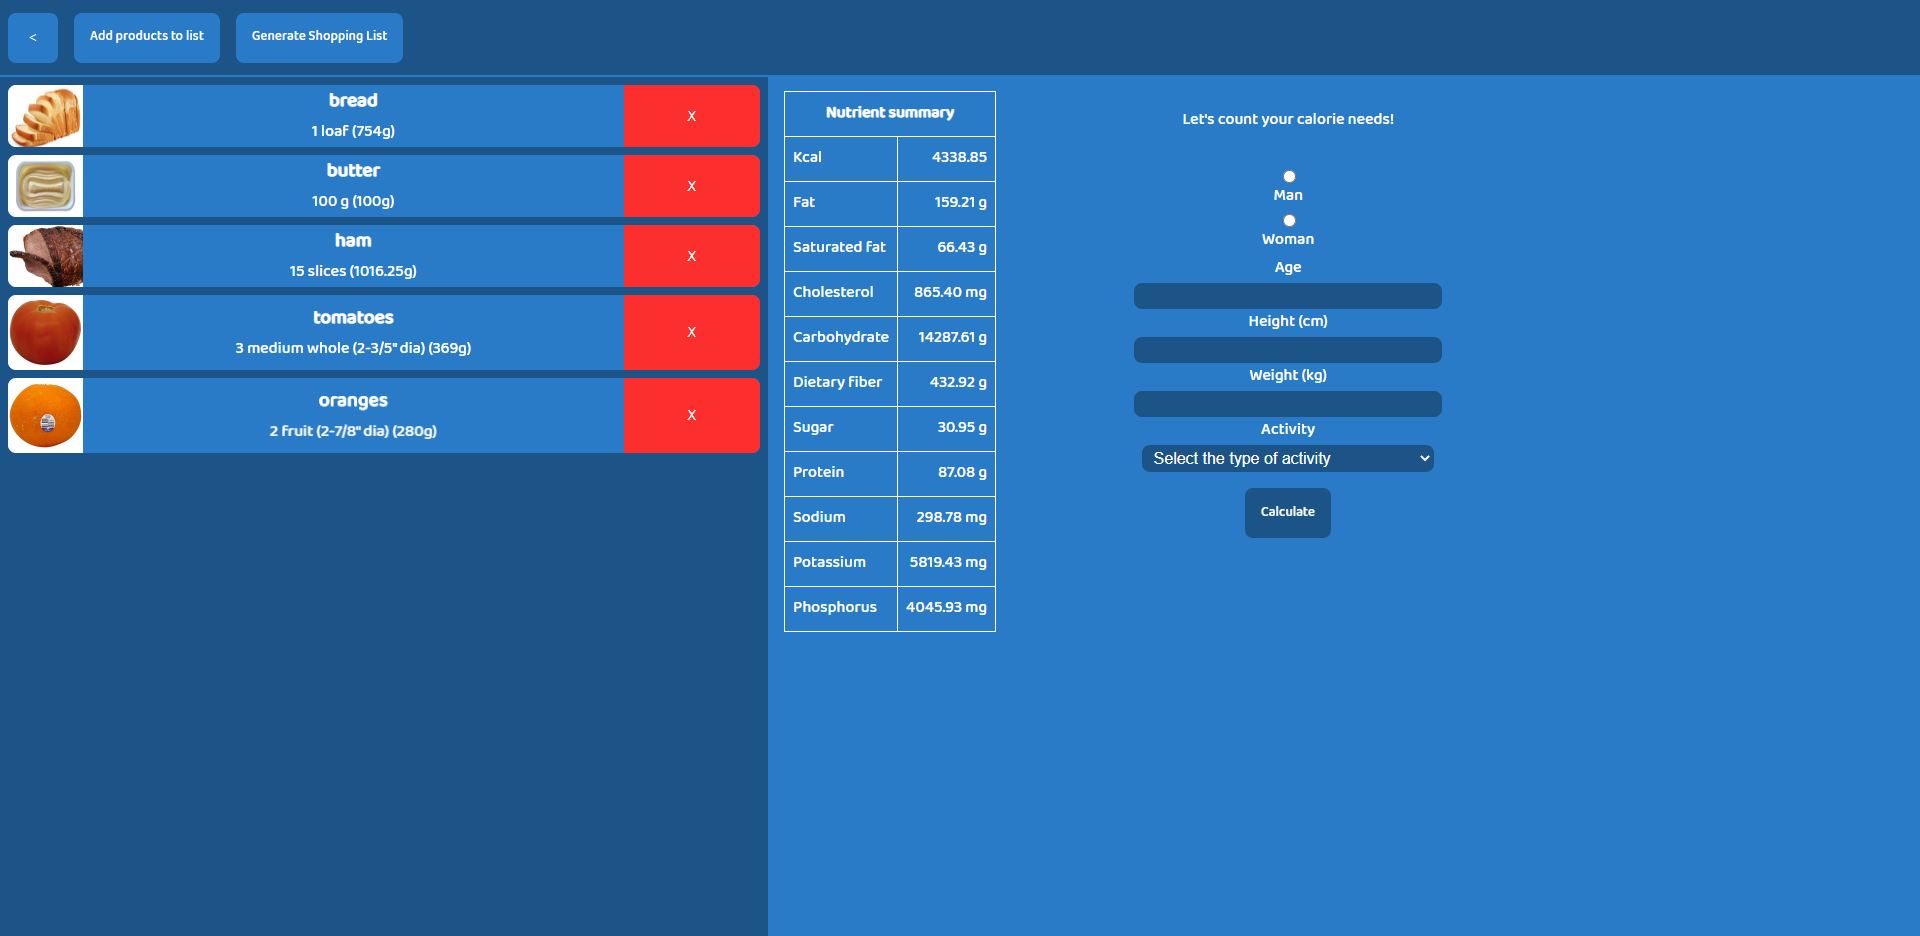 <
Add products to list
Generate Shopping List
bread
1 loaf (754g)
X
butter
100 g (100g)
X
ham
15 slices (1016.25g)
X
tomatoes
3 medium whole (2-3/5" dia) (369g)
X
oranges
2 fruit (2-7/8" dia) (280g)
X
Nutrient summary
Kcal 4338.85
Fat 159.21 g
Saturated fat 66.43 g
Cholesterol 865.40 mg
Carbohydrate 14287.61 g
Dietary fiber 432.92 g
Sugar 30.95 g
Protein 87.08 g
Sodium 298.78 mg
Potassium 5819.43 mg
Phosphorus 4045.93 mg
Let's count your calorie needs!
Man
Woman
Age
Height (cm)
Weight (kg)
Activity
Select the type of activity
Calculate